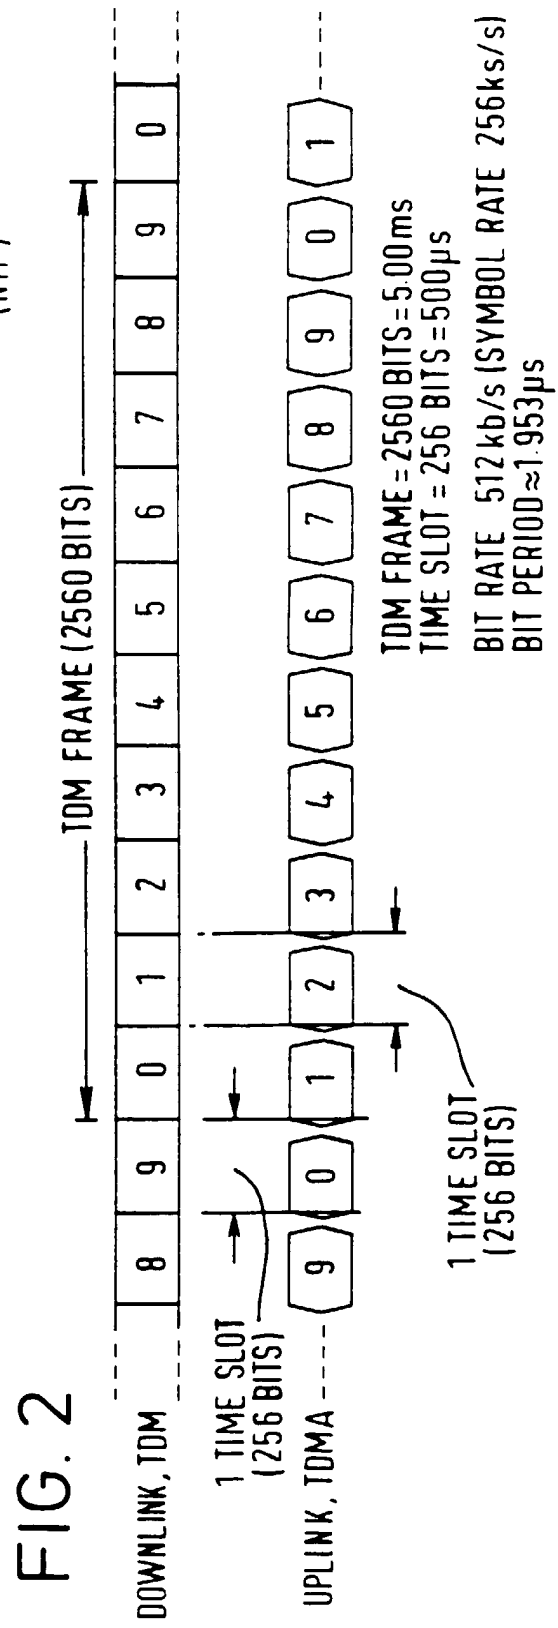 FIG. 2
TDM FRAME (2560 BITS)
DOWNLINK, TDM
8 9 0 1 2 3 4 5 6 7 8 9 0
1 TIME SLOT
(256 BITS)
UPLINK, TDMA
9 0 1 2 3 4 5 6 7 8 9 0 1
1 TIME SLOT
(256 BITS)
TDM FRAME = 2560 BITS = 5.00ms
TIME SLOT = 256 BITS = 500µs
BIT RATE 512kb/s (SYMBOL RATE 256ks/s)
BIT PERIOD ≈ 1.953µs